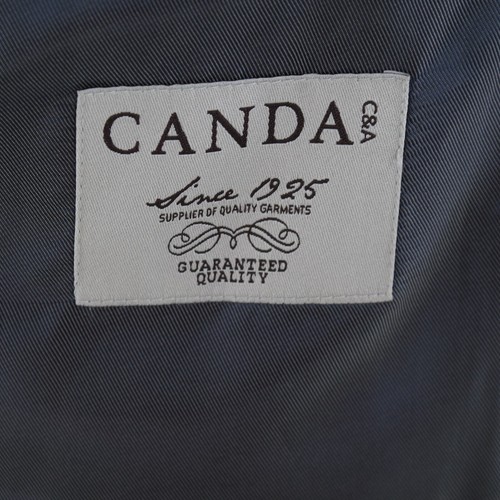 CANDA C&A
Since 1925
SUPPLIER OF QUALITY GARMENTS
GUARANTEED
QUALITY